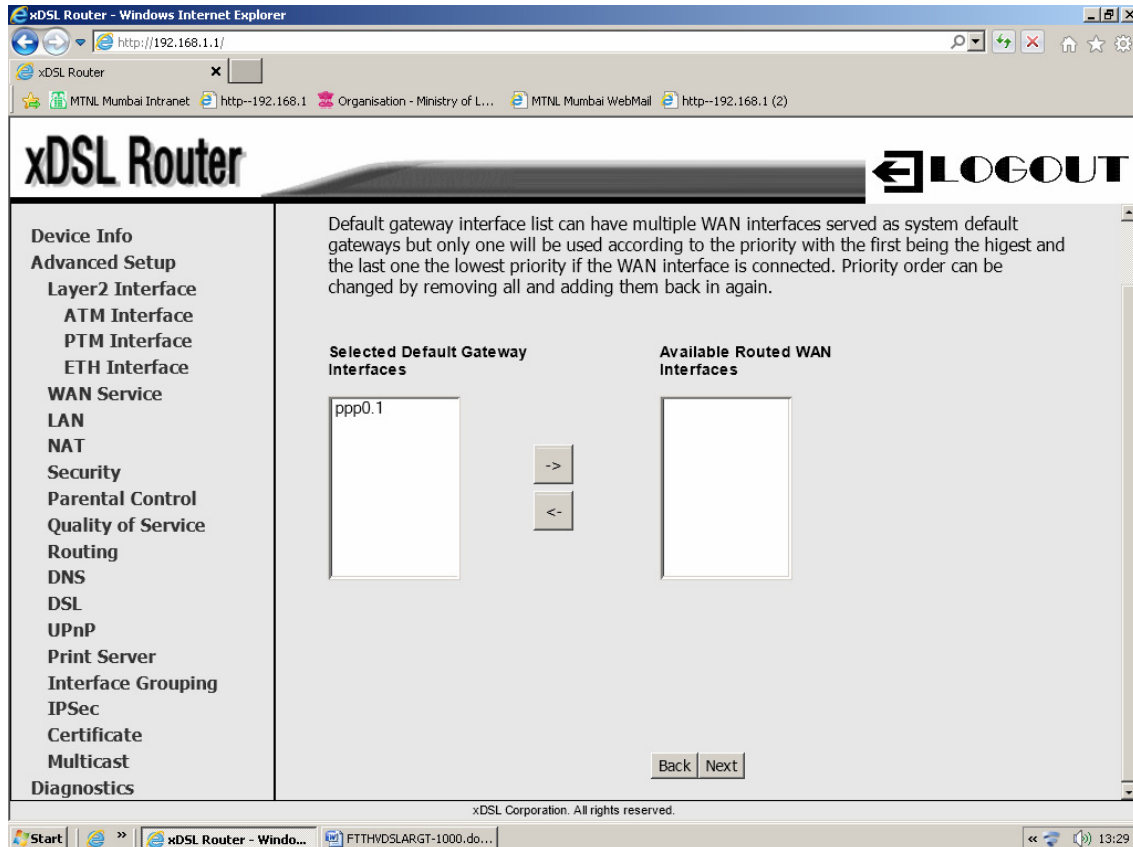 xDSL Router - Windows Internet Explorer
http://192.168.1.1/
xDSL Router
MTNL Mumbai Intranet http--192.168.1 Organisation - Ministry of L... MTNL Mumbai WebMail http--192.168.1 (2)
xDSL Router
LOGOUT
Device Info
Advanced Setup
Layer2 Interface
ATM Interface
PTM Interface
ETH Interface
WAN Service
LAN
NAT
Security
Parental Control
Quality of Service
Routing
DNS
DSL
UPnP
Print Server
Interface Grouping
IPSec
Certificate
Multicast
Diagnostics
Default gateway interface list can have multiple WAN interfaces served as system default
gateways but only one will be used according to the priority with the first being the higest and
the last one the lowest priority if the WAN interface is connected. Priority order can be
changed by removing all and adding them back in again.
Selected Default Gateway
Interfaces
Available Routed WAN
Interfaces
ppp0.1
->
<-
Back Next
xDSL Corporation. All rights reserved.
Start » xDSL Router - Windo... FTTHVDSLARGT-1000.do... « 13:29